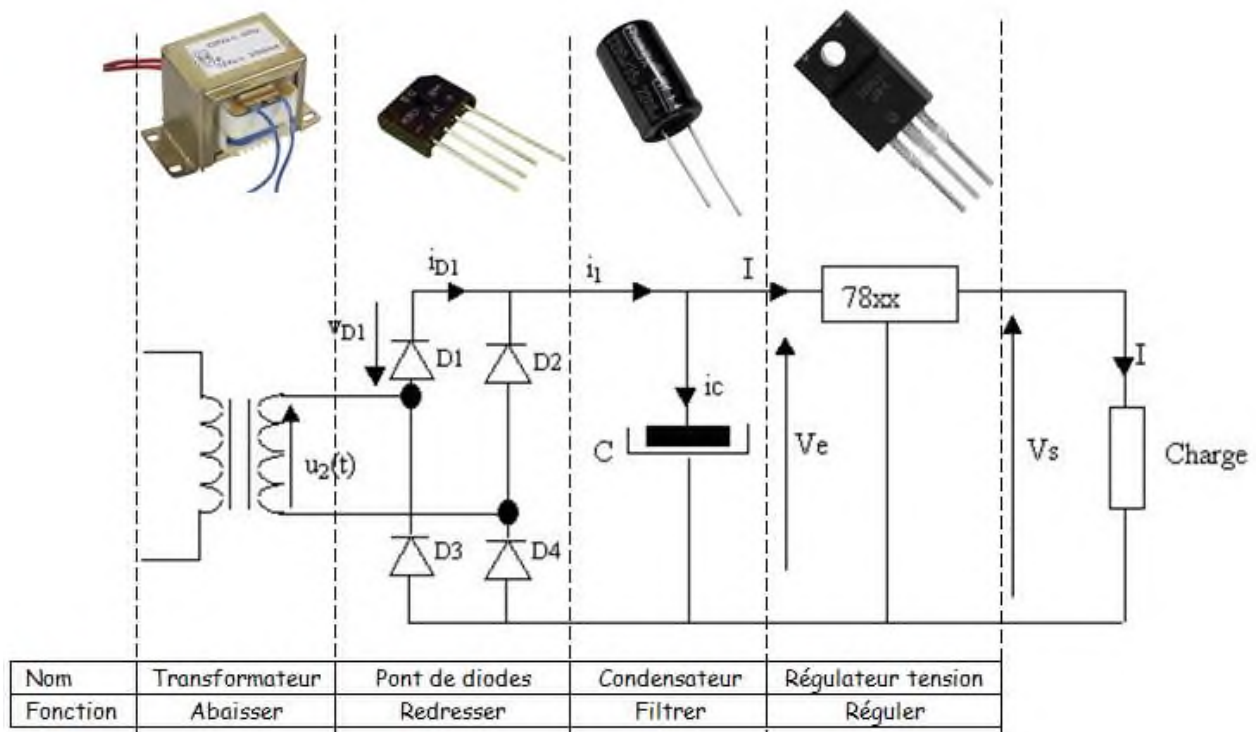 i_D1
i_1
I
78xx
v_D1
D1
D2
ic
I
u_2(t)
C
Ve
Vs
Charge
D3
D4
Nom Transformateur Pont de diodes Condensateur Régulateur tension
Fonction Abaisser Redresser Filtrer Réguler